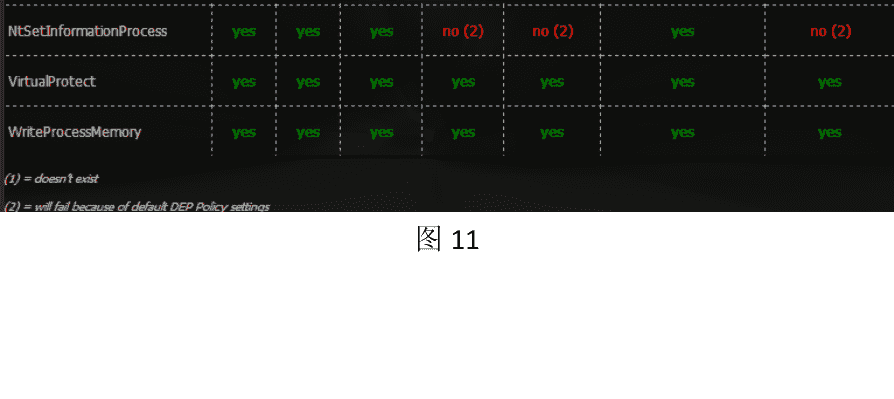 NtSetInformationProcess yes yes yes no (2) no (2) yes no (2)
VirtualProtect yes yes yes yes yes yes yes
WriteProcessMemory yes yes yes yes yes yes yes
(1) = doesn't exist
(2) = will fail because of default DEP Policy settings
图 11